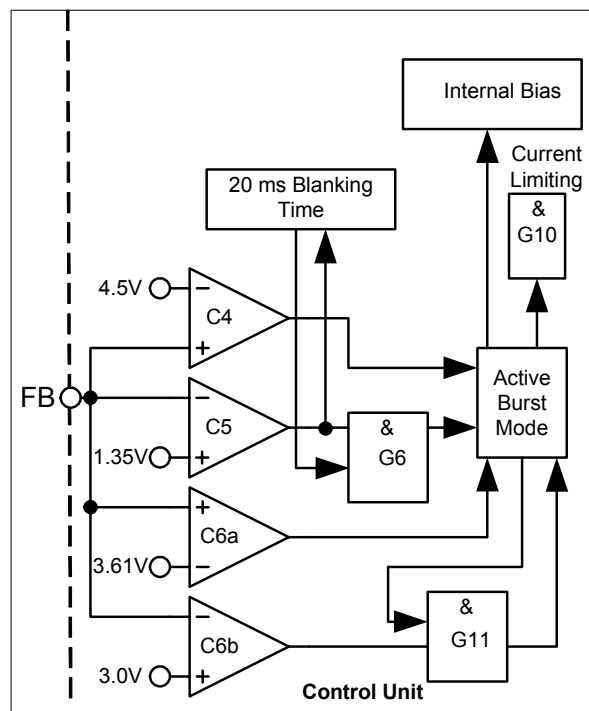 Internal Bias
Current
Limiting
&
G10
20 ms Blanking
Time
4.5V
−
C4
+
FB
−
C5
1.35V
+
&
G6
Active
Burst
Mode
+
C6a
3.61V
−
−
C6b
3.0V
+
&
G11
Control Unit